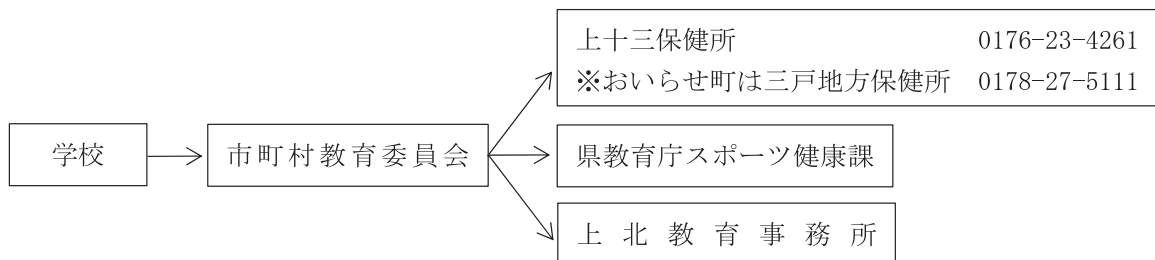 学校
市町村教育委員会
上十三保健所 0176-23-4261
※おいらせ町は三戸地方保健所 0178-27-5111
県教育庁スポーツ健康課
上北教育事務所